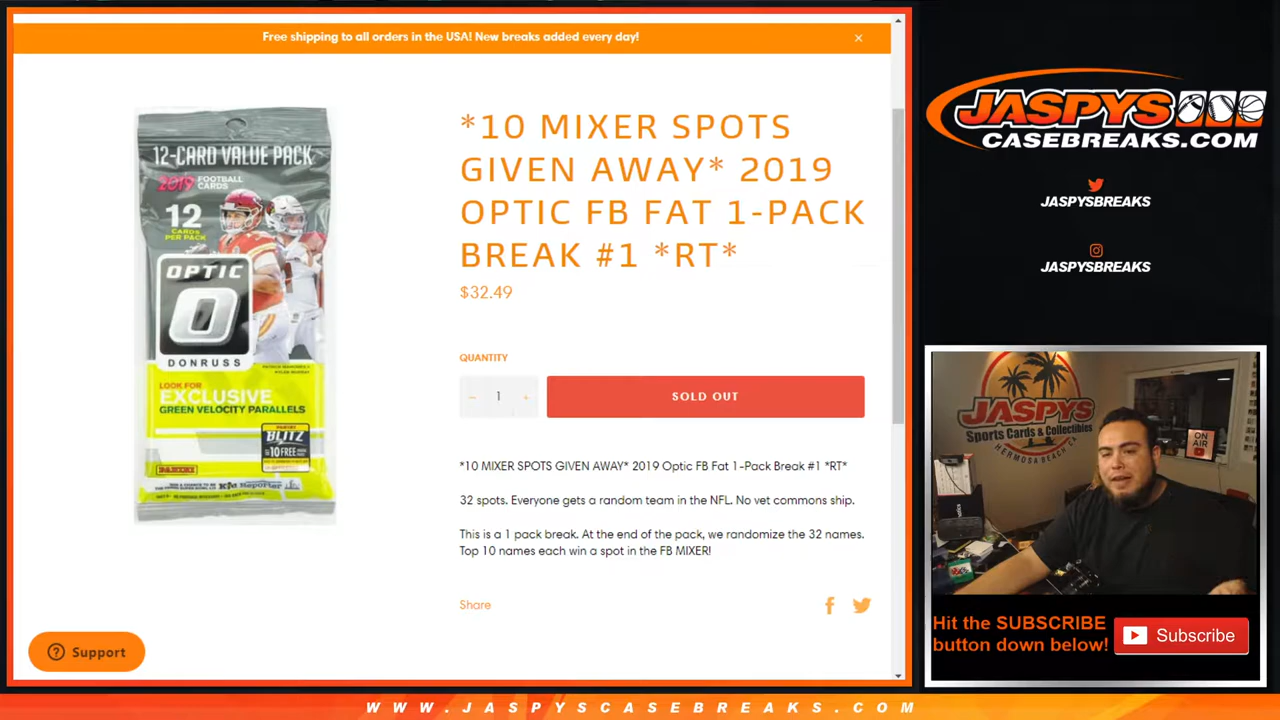 Free shipping to all orders in the USA! New breaks added every day!
×
12-CARD VALUE PACK
2019 FOOTBALL
CARDS
12
CARDS
PER PACK
OPTIC
O
DONRUSS
LOOK FOR
EXCLUSIVE
GREEN VELOCITY PARALLELS
BLITZ
10 FREE
PANINI
*10 MIXER SPOTS
GIVEN AWAY* 2019
OPTIC FB FAT 1-PACK
BREAK #1 *RT*
$32.49
QUANTITY
− 1 +
SOLD OUT
*10 MIXER SPOTS GIVEN AWAY* 2019 Optic FB Fat 1-Pack Break #1 *RT*
32 spots. Everyone gets a random team in the NFL. No vet commons ship.
This is a 1 pack break. At the end of the pack, we randomize the 32 names.
Top 10 names each win a spot in the FB MIXER!
Share
Support
JASPYS
CASEBREAKS.COM
JASPYSBREAKS
JASPYSBREAKS
JASPYS
Sports Cards & Collectibles
HERMOSA BEACH CA
ON
AIR
Hit the SUBSCRIBE
button down below!
Subscribe
WWW.JASPYSCASEBREAKS.COM